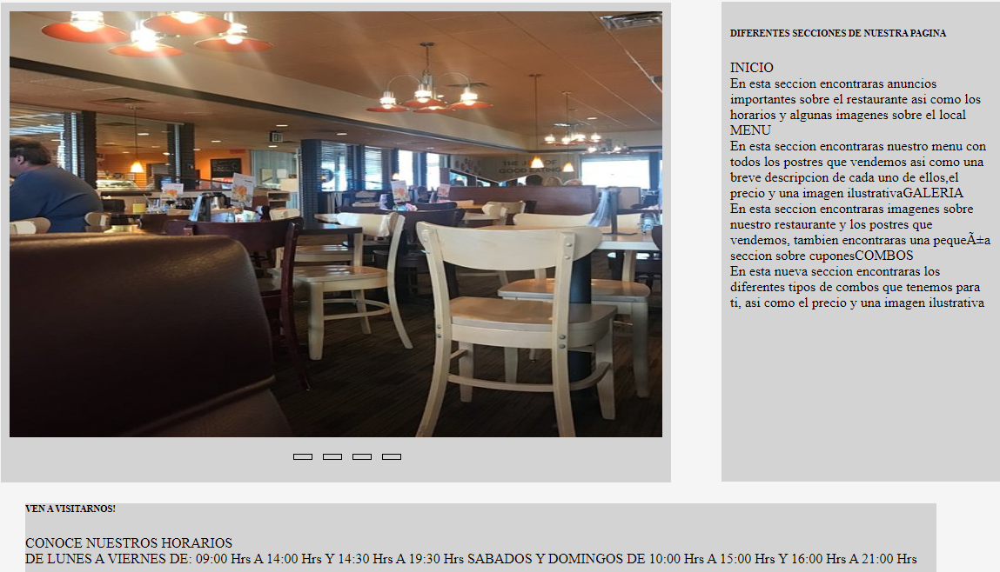 THE JOY OF
GOOD EATING
DIFERENTES SECCIONES DE NUESTRA PAGINA
INICIO
En esta seccion encontraras anuncios
importantes sobre el restaurante asi como los
horarios y algunas imagenes sobre el local
MENU
En esta seccion encontraras nuestro menu con
todos los postres que vendemos asi como una
breve descripcion de cada uno de ellos,el
precio y una imagen ilustrativaGALERIA
En esta seccion encontraras imagenes sobre
nuestro restaurante y los postres que
vendemos, tambien encontraras una pequeÃ±a
seccion sobre cuponesCOMBOS
En esta nueva seccion encontraras los
diferentes tipos de combos que tenemos para
ti, asi como el precio y una imagen ilustrativa
VEN A VISITARNOS!
CONOCE NUESTROS HORARIOS
DE LUNES A VIERNES DE: 09:00 Hrs A 14:00 Hrs Y 14:30 Hrs A 19:30 Hrs SABADOS Y DOMINGOS DE 10:00 Hrs A 15:00 Hrs Y 16:00 Hrs A 21:00 Hrs